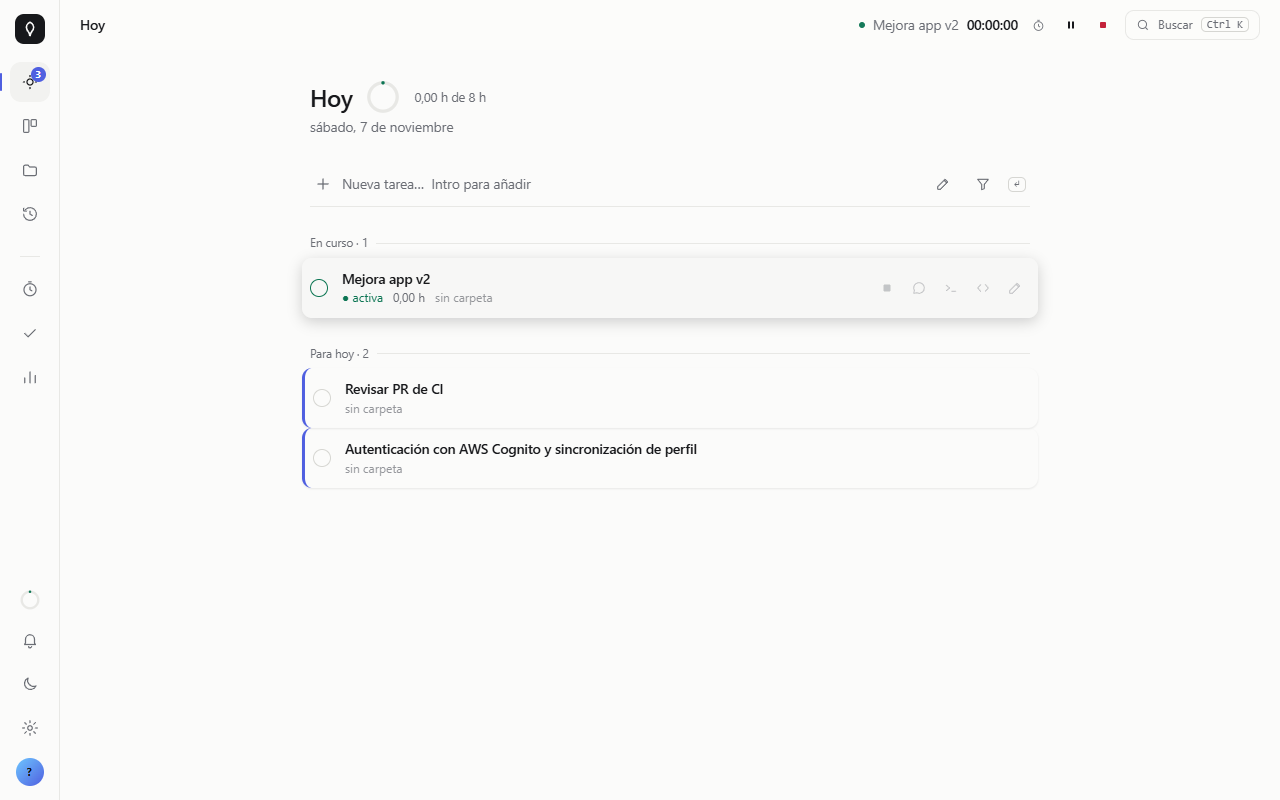 Hoy
Mejora app v2 00:00:00
Buscar Ctrl K
3
Hoy
0,00 h de 8 h
sábado, 7 de noviembre
Nueva tarea... Intro para añadir
En curso · 1
Mejora app v2
● activa 0,00 h sin carpeta
Para hoy · 2
Revisar PR de CI
sin carpeta
Autenticación con AWS Cognito y sincronización de perfil
sin carpeta
?